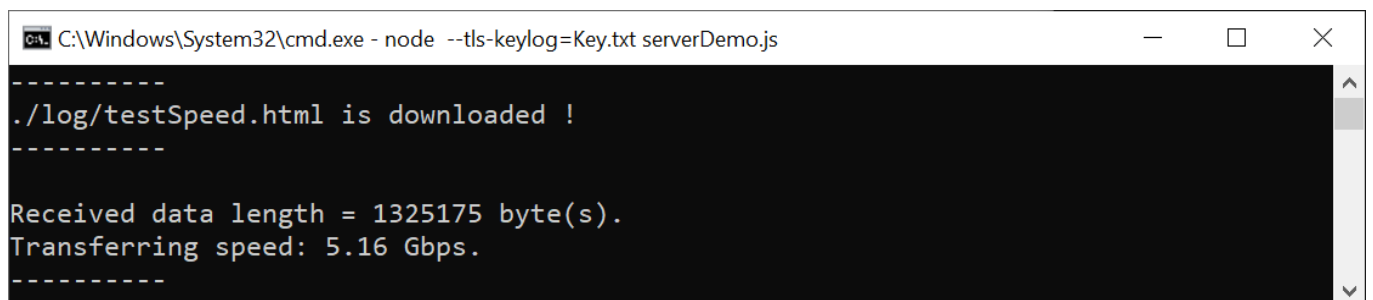 C:\Windows\System32\cmd.exe - node  --tls-keylog=Key.txt serverDemo.js
----------
./log/testSpeed.html is downloaded !
----------
Received data length = 1325175 byte(s).
Transferring speed: 5.16 Gbps.
----------